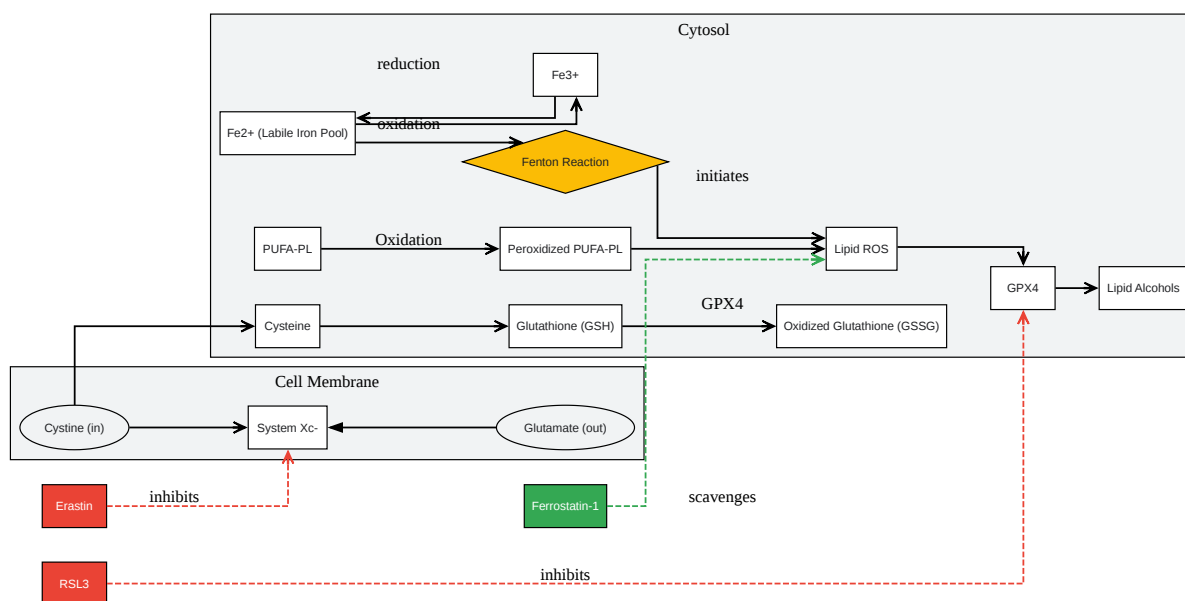 Cytosol
reduction
Fe3+
Fe2+ (Labile Iron Pool)
oxidation
Fenton Reaction
initiates
PUFA-PL
Oxidation
Peroxidized PUFA-PL
Lipid ROS
GPX4
Lipid Alcohols
Cysteine
Glutathione (GSH)
GPX4
Oxidized Glutathione (GSSG)
Cell Membrane
Cystine (in)
System Xc-
Glutamate (out)
Erastin
inhibits
Ferrostatin-1
scavenges
RSL3
inhibits